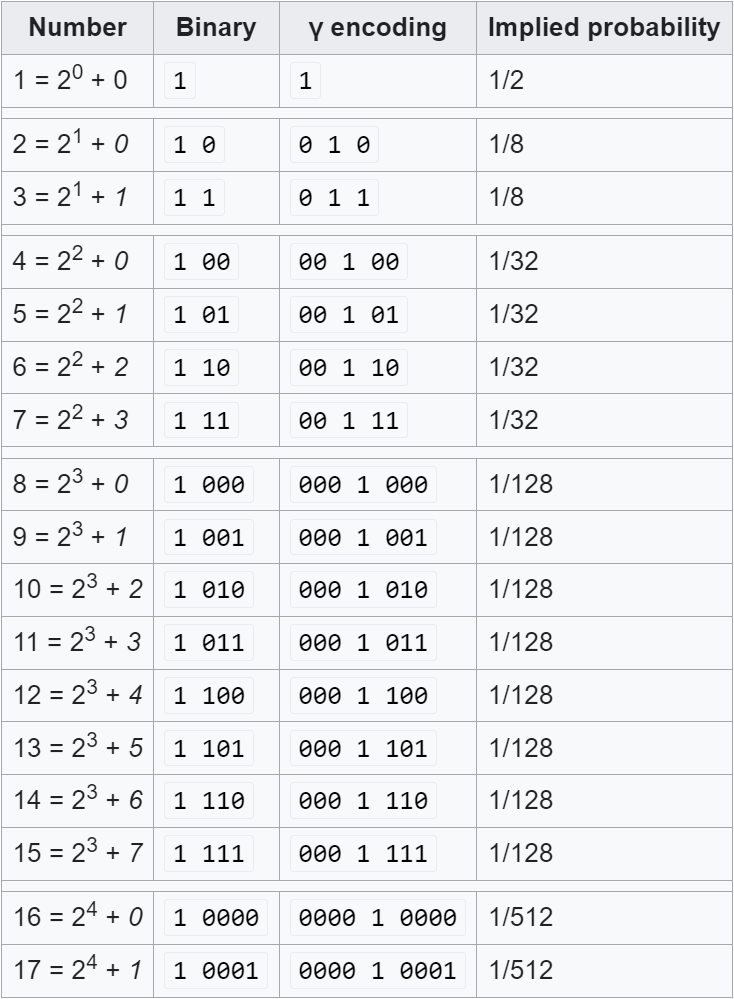 Number Binary γ encoding Implied probability
1 = 2⁰ + 0 1 1 1/2
2 = 2¹ + 0 1 0 0 1 0 1/8
3 = 2¹ + 1 1 1 0 1 1 1/8
4 = 2² + 0 1 00 00 1 00 1/32
5 = 2² + 1 1 01 00 1 01 1/32
6 = 2² + 2 1 10 00 1 10 1/32
7 = 2² + 3 1 11 00 1 11 1/32
8 = 2³ + 0 1 000 000 1 000 1/128
9 = 2³ + 1 1 001 000 1 001 1/128
10 = 2³ + 2 1 010 000 1 010 1/128
11 = 2³ + 3 1 011 000 1 011 1/128
12 = 2³ + 4 1 100 000 1 100 1/128
13 = 2³ + 5 1 101 000 1 101 1/128
14 = 2³ + 6 1 110 000 1 110 1/128
15 = 2³ + 7 1 111 000 1 111 1/128
16 = 2⁴ + 0 1 0000 0000 1 0000 1/512
17 = 2⁴ + 1 1 0001 0000 1 0001 1/512